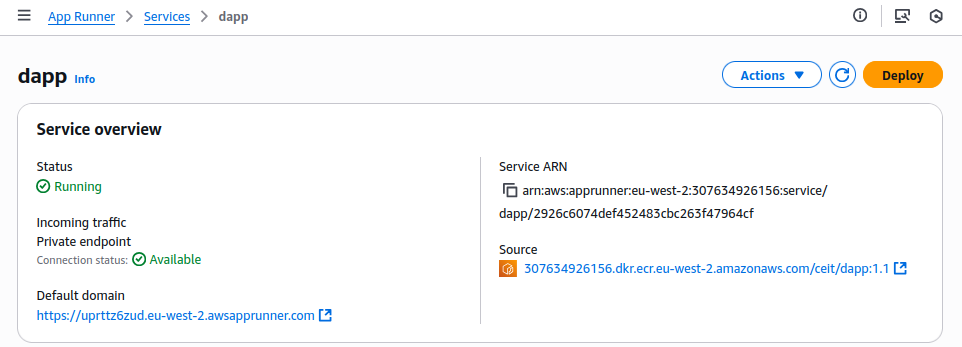 App Runner > Services > dapp
dapp Info
Actions Deploy
Service overview
Status
Running
Incoming traffic
Private endpoint
Connection status: Available
Default domain
https://uprttz6zud.eu-west-2.awsapprunner.com
Service ARN
arn:aws:apprunner:eu-west-2:307634926156:service/
dapp/2926c6074def452483cbc263f47964cf
Source
307634926156.dkr.ecr.eu-west-2.amazonaws.com/ceit/dapp:1.1